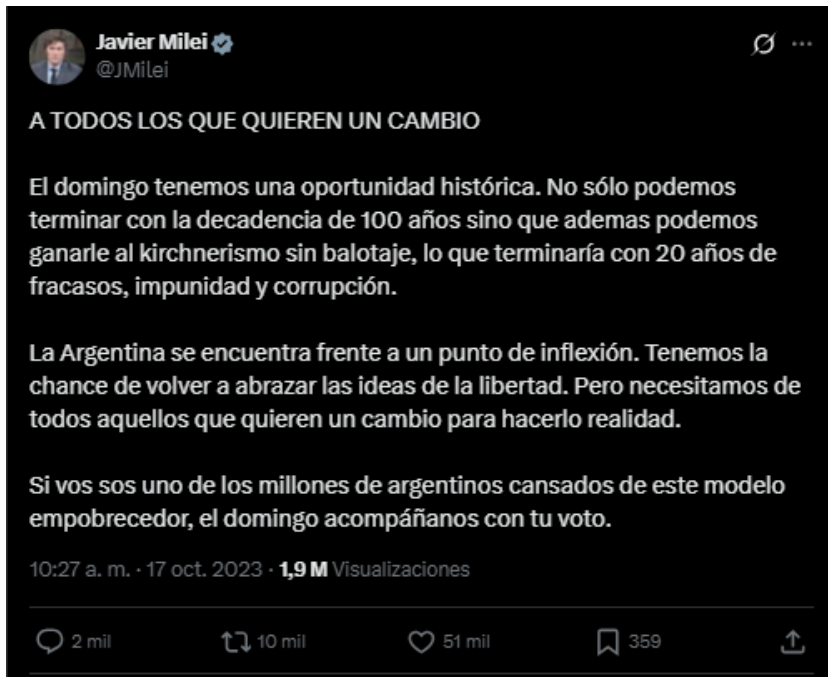 Javier Milei
@JMilei
A TODOS LOS QUE QUIEREN UN CAMBIO
El domingo tenemos una oportunidad histórica. No sólo podemos
terminar con la decadencia de 100 años sino que ademas podemos
ganarle al kirchnerismo sin balotaje, lo que terminaría con 20 años de
fracasos, impunidad y corrupción.
La Argentina se encuentra frente a un punto de inflexión. Tenemos la
chance de volver a abrazar las ideas de la libertad. Pero necesitamos de
todos aquellos que quieren un cambio para hacerlo realidad.
Si vos sos uno de los millones de argentinos cansados de este modelo
empobrecedor, el domingo acompáñanos con tu voto.
10:27 a. m. · 17 oct. 2023 · 1,9 M Visualizaciones
2 mil 10 mil 51 mil 359